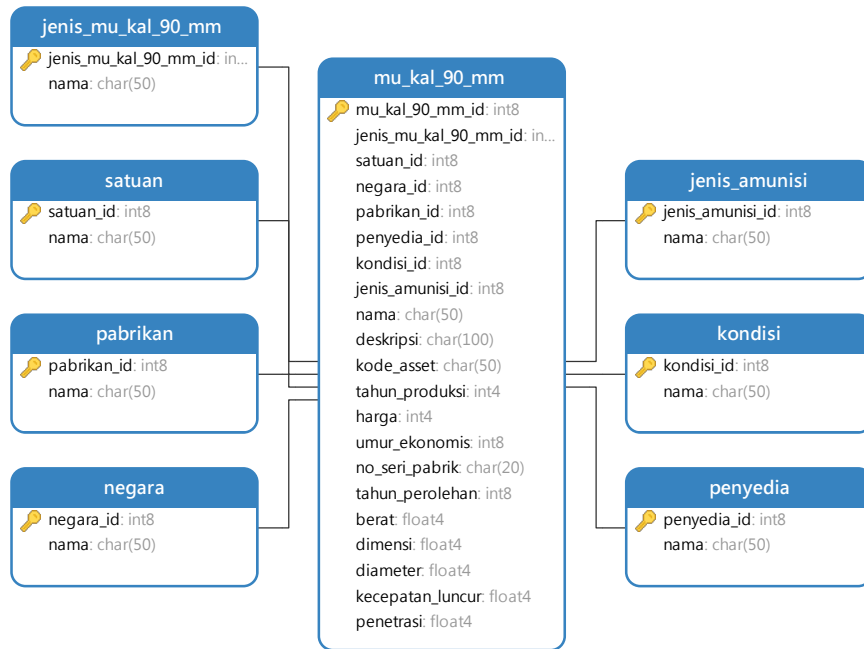 jenis_mu_kal_90_mm
jenis_mu_kal_90_mm_id: in...
nama: char(50)
satuan
satuan_id: int8
nama: char(50)
pabrikan
pabrikan_id: int8
nama: char(50)
negara
negara_id: int8
nama: char(50)
mu_kal_90_mm
mu_kal_90_mm_id: int8
jenis_mu_kal_90_mm_id: in...
satuan_id: int8
negara_id: int8
pabrikan_id: int8
penyedia_id: int8
kondisi_id: int8
jenis_amunisi_id: int8
nama: char(50)
deskripsi: char(100)
kode_asset: char(50)
tahun_produksi: int4
harga: int4
umur_ekonomis: int8
no_seri_pabrik: char(20)
tahun_perolehan: int8
berat: float4
dimensi: float4
diameter: float4
kecepatan_luncur: float4
penetrasi: float4
jenis_amunisi
jenis_amunisi_id: int8
nama: char(50)
kondisi
kondisi_id: int8
nama: char(50)
penyedia
penyedia_id: int8
nama: char(50)